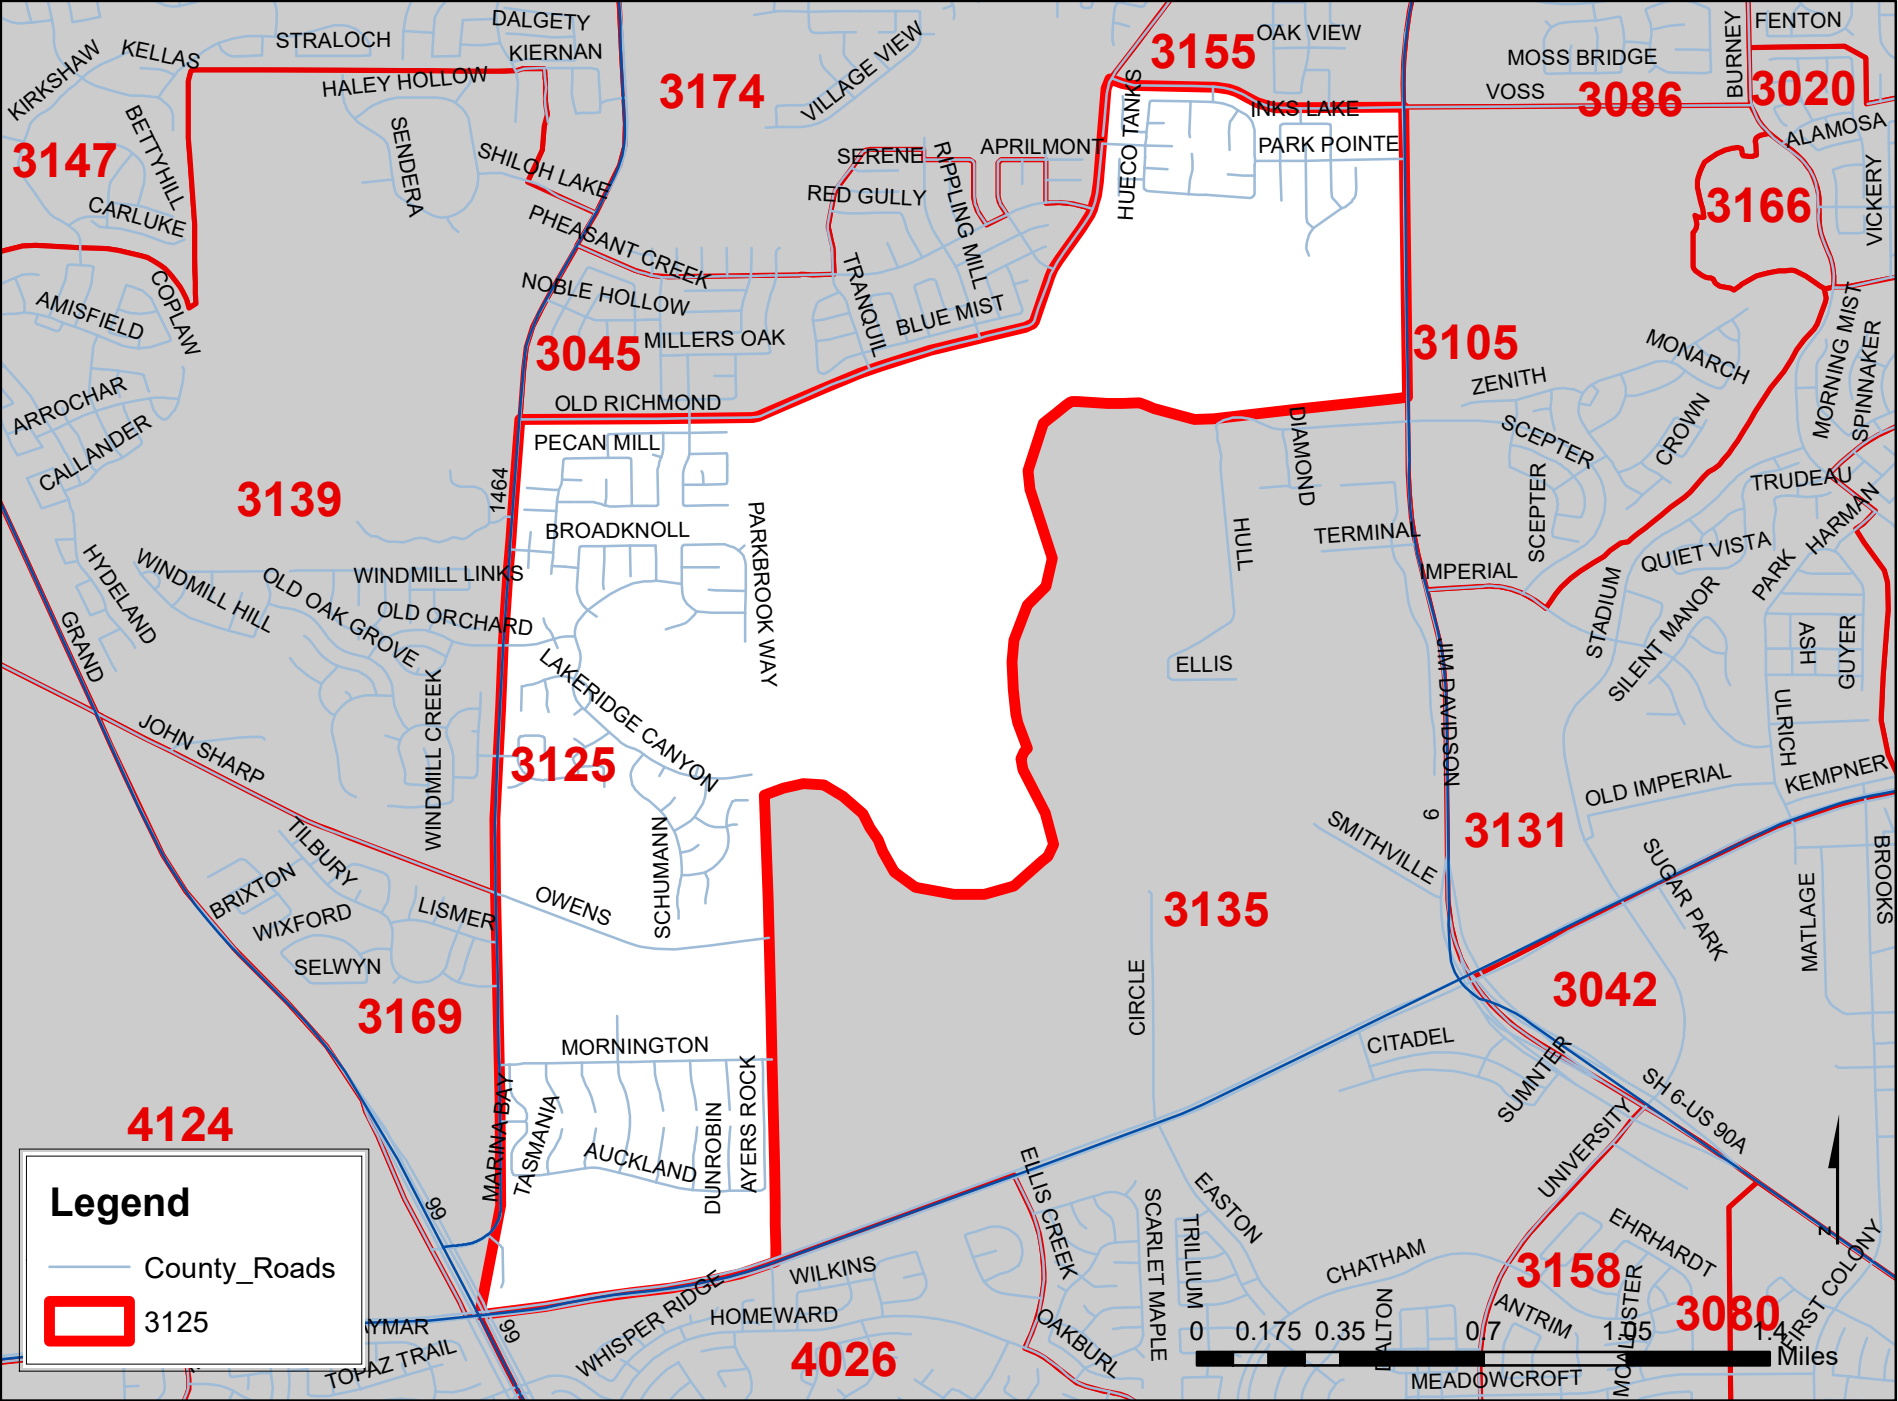 DALGETY
STRALOCH
KIERNAN
KELLAS
KIRKSHAW
HALEY HOLLOW
3174
VILLAGE VIEW
3155
OAK VIEW
MOSS BRIDGE
BURNEY
FENTON
VOSS
3086
3020
INKS LAKE
HUECO TANKS
PARK POINTE
ALAMOSA
BETTYHILL
SENDERA
3147
SHILOH LAKE
SERENE
RIPPLING MILL
APRILMONT
RED GULLY
3166
VICKERY
CARLUKE
PHEASANT CREEK
NOBLE HOLLOW
TRANQUIL
BLUE MIST
COPLAW
AMISFIELD
3045
MILLERS OAK
3105
MONARCH
MORNING MIST
SPINNAKER
ZENITH
ARROCHAR
OLD RICHMOND
CALLANDER
PECAN MILL
DIAMOND
SCEPTER
CROWN
3139
1464
SCEPTER
TRUDEAU
HARMAN
BROADKNOLL
PARKBROOK WAY
HULL
TERMINAL
QUIET VISTA
PARK
HYDELAND
WINDMILL HILL
OLD OAK GROVE
WINDMILL LINKS
IMPERIAL
OLD ORCHARD
STADIUM
SILENT MANOR
ASH
GUYER
GRAND
LAKERIDGE CANYON
ELLIS
JIM DAVIDSON
ULRICH
JOHN SHARP
WINDMILL CREEK
3125
OLD IMPERIAL
KEMPNER
6
3131
SMITHVILLE
TILBURY
SCHUMANN
SUGAR PARK
BROOKS
MATLAGE
BRIXTON
WIXFORD
LISMER
OWENS
3135
SELWYN
3169
CIRCLE
3042
MORNINGTON
CITADEL
SUMNTER
SH 6-US 90A
4124
MARINA BAY
TASMANIA
AUCKLAND
DUNROBIN
AYERS ROCK
UNIVERSITY
ELLIS CREEK
SCARLET MAPLE
TRILLIUM
EASTON
99
Legend
County_Roads
3125
WILKINS
CHATHAM
3158
EHRHARDT
FIRST COLONY
WHISPER RIDGE
HOMEWARD
99
TOPAZ TRAIL
4026
OAKBURL
DALTON
ANTRIM
3080
0 0.175 0.35 0.7 1.05 1.4
Miles
MEADOWCROFT